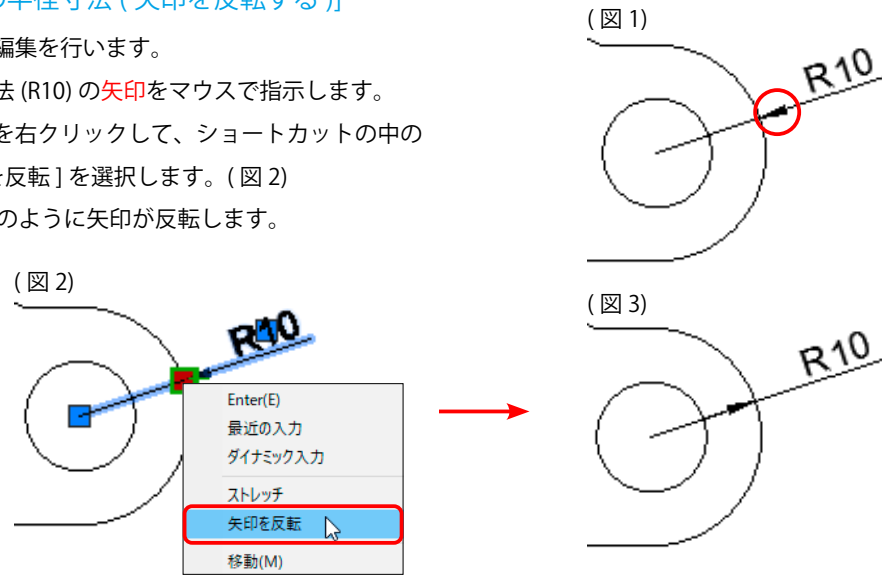 の半径寸法 ( 矢印を反転する )]
編集を行います。
法 (R10) の矢印をマウスで指示します。
を右クリックして、ショートカットの中の
を反転 ] を選択します。( 図 2)
のように矢印が反転します。
( 図 1)
R10
( 図 2)
R10
Enter(E)
最近の入力
ダイナミック入力
ストレッチ
矢印を反転
移動(M)
( 図 3)
R10